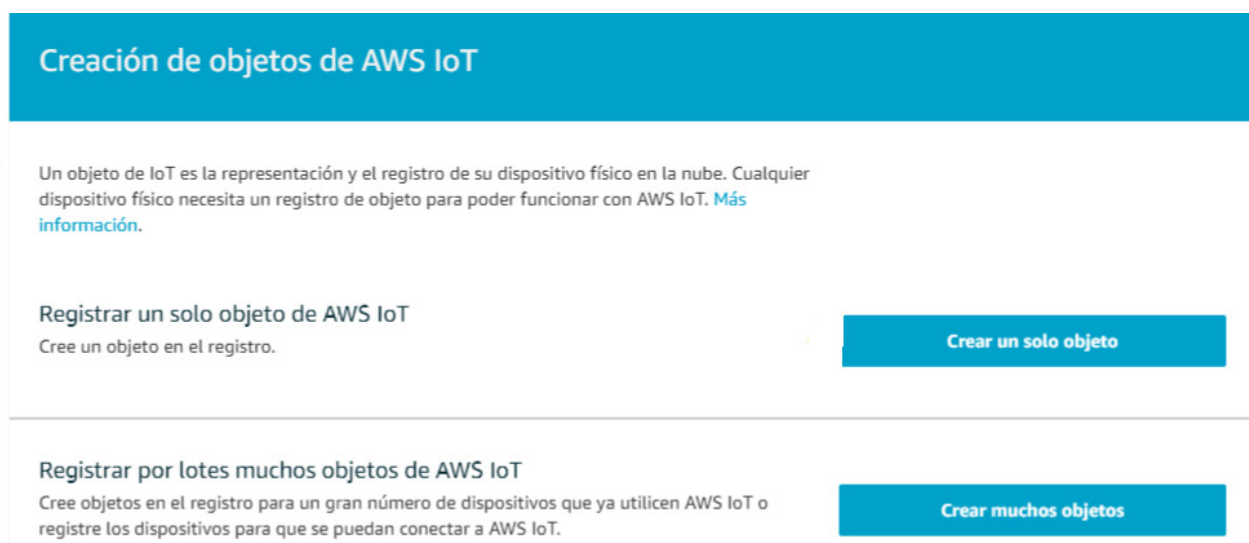 Creación de objetos de AWS IoT
Un objeto de IoT es la representación y el registro de su dispositivo físico en la nube. Cualquier
dispositivo físico necesita un registro de objeto para poder funcionar con AWS IoT. Más
información.
Registrar un solo objeto de AWS IoT
Cree un objeto en el registro.
Crear un solo objeto
Registrar por lotes muchos objetos de AWS IoT
Cree objetos en el registro para un gran número de dispositivos que ya utilicen AWS IoT o
registre los dispositivos para que se puedan conectar a AWS IoT.
Crear muchos objetos